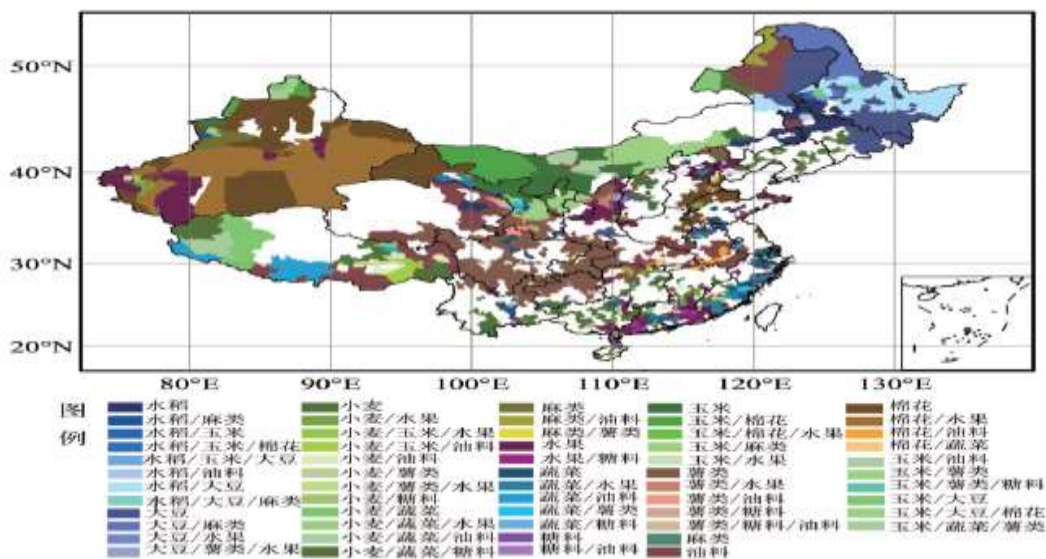 50°N
40°N
30°N
20°N
80°E 90°E 100°E 110°E 120°E 130°E
图例
水稻
水稻/麻类
水稻/玉米
水稻/玉米/棉花
水稻/玉米/大豆
水稻/油料
水稻/大豆
水稻/大豆/麻类
大豆
大豆/麻类
大豆/水果
大豆/薯类/水果
小麦
小麦/水果
小麦/玉米/水果
小麦/玉米/油料
小麦/油料
小麦/薯类
小麦/薯类/水果
小麦/糖料
小麦/蔬菜
小麦/蔬菜/水果
小麦/蔬菜/油料
小麦/蔬菜/糖料
麻类
麻类/油料
麻类/薯类
水果
水果/糖料
蔬菜
蔬菜/水果
蔬菜/油料
蔬菜/薯类
蔬菜/糖料
糖料
糖料/油料
玉米
玉米/棉花
玉米/棉花/水果
玉米/麻类
玉米/水果
薯类
薯类/水果
薯类/油料
薯类/糖料
薯类/糖料/油料
麻类
油料
棉花
棉花/水果
棉花/油料
棉花/蔬菜
玉米/油料
玉米/薯类
玉米/薯类/糖料
玉米/大豆
玉米/大豆/棉花
玉米/蔬菜/薯类